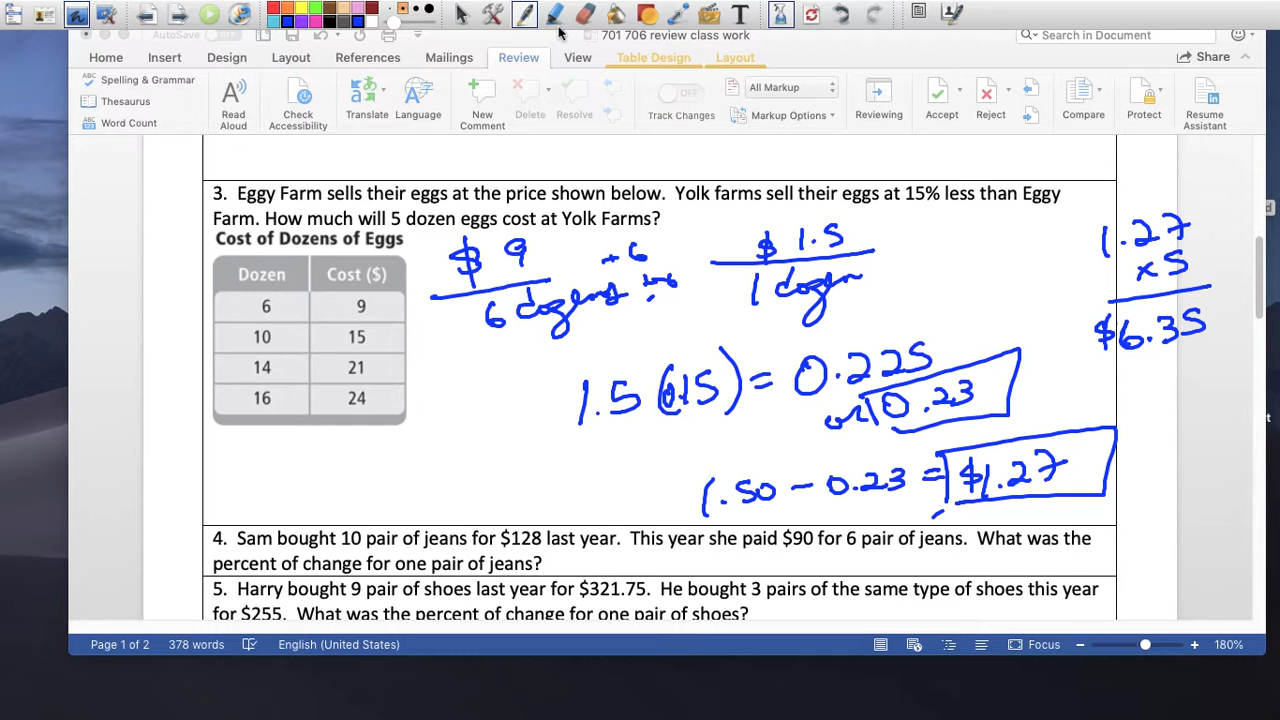 AutoSave OFF
701 706 review class work
Search in Document
Home Insert Design Layout References Mailings Review View Table Design Layout Share
ABC Spelling & Grammar
Thesaurus
ABC 123 Word Count
Read Aloud
Check Accessibility
Translate
Language
New Comment
Delete
Resolve
OFF
Track Changes
All Markup
Markup Options
Reviewing
Accept
Reject
Compare
Protect
Resume Assistant
3. Eggy Farm sells their eggs at the price shown below. Yolk farms sell their eggs at 15% less than Eggy
Farm. How much will 5 dozen eggs cost at Yolk Farms?
Cost of Dozens of Eggs
Dozen Cost ($)
6 9
10 15
14 21
16 24
$ 9 ÷6
6 dozens ÷6
$ 1.5
1 dozen
1.27
x5
$6.35
1.5 (.15) = 0.225
or 0.23
1.50 - 0.23 = $1.27
4. Sam bought 10 pair of jeans for $128 last year. This year she paid $90 for 6 pair of jeans. What was the
percent of change for one pair of jeans?
5. Harry bought 9 pair of shoes last year for $321.75. He bought 3 pairs of the same type of shoes this year
for $255. What was the percent of change for one pair of shoes?
Page 1 of 2 378 words English (United States) Focus 180%